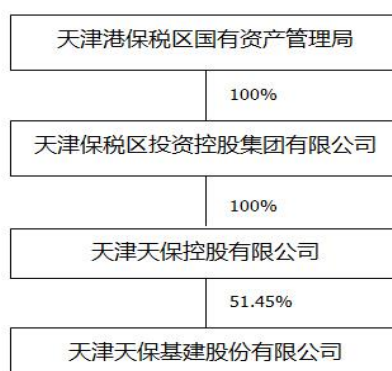 天津港保税区国有资产管理局
100%
天津保税区投资控股集团有限公司
100%
天津天保控股有限公司
51.45%
天津天保基建股份有限公司